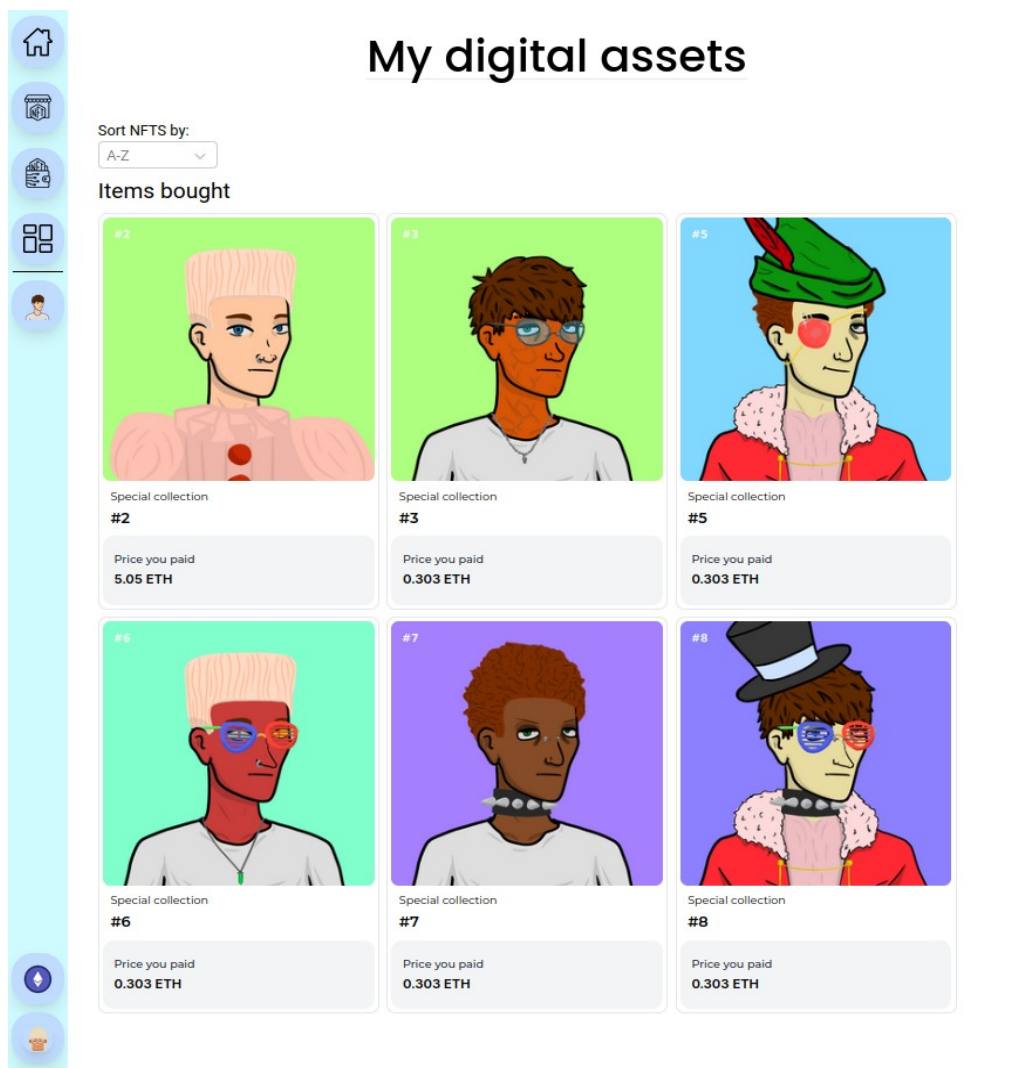 My digital assets
Sort NFTS by:
A-Z
Items bought
#2
#3
#5
Special collection
#2
Price you paid
5.05 ETH
Special collection
#3
Price you paid
0.303 ETH
Special collection
#5
Price you paid
0.303 ETH
#6
#7
#8
Special collection
#6
Price you paid
0.303 ETH
Special collection
#7
Price you paid
0.303 ETH
Special collection
#8
Price you paid
0.303 ETH
NFT
NFT